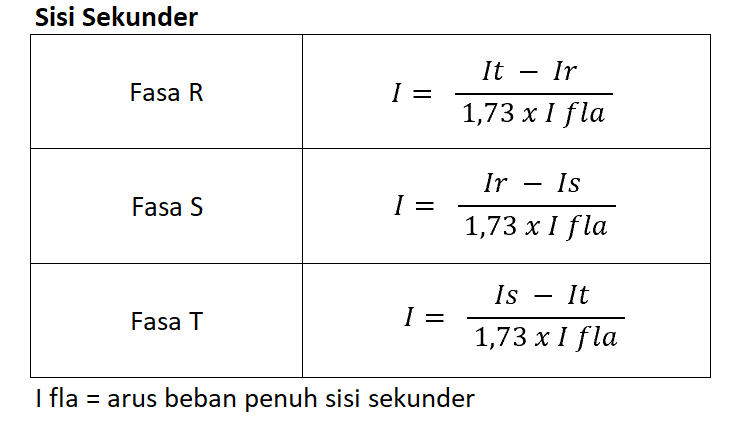 Sisi Sekunder
Fasa R
I = It − Ir / 1,73 x I fla
Fasa S
I = Ir − Is / 1,73 x I fla
Fasa T
I = Is − It / 1,73 x I fla
I fla = arus beban penuh sisi sekunder